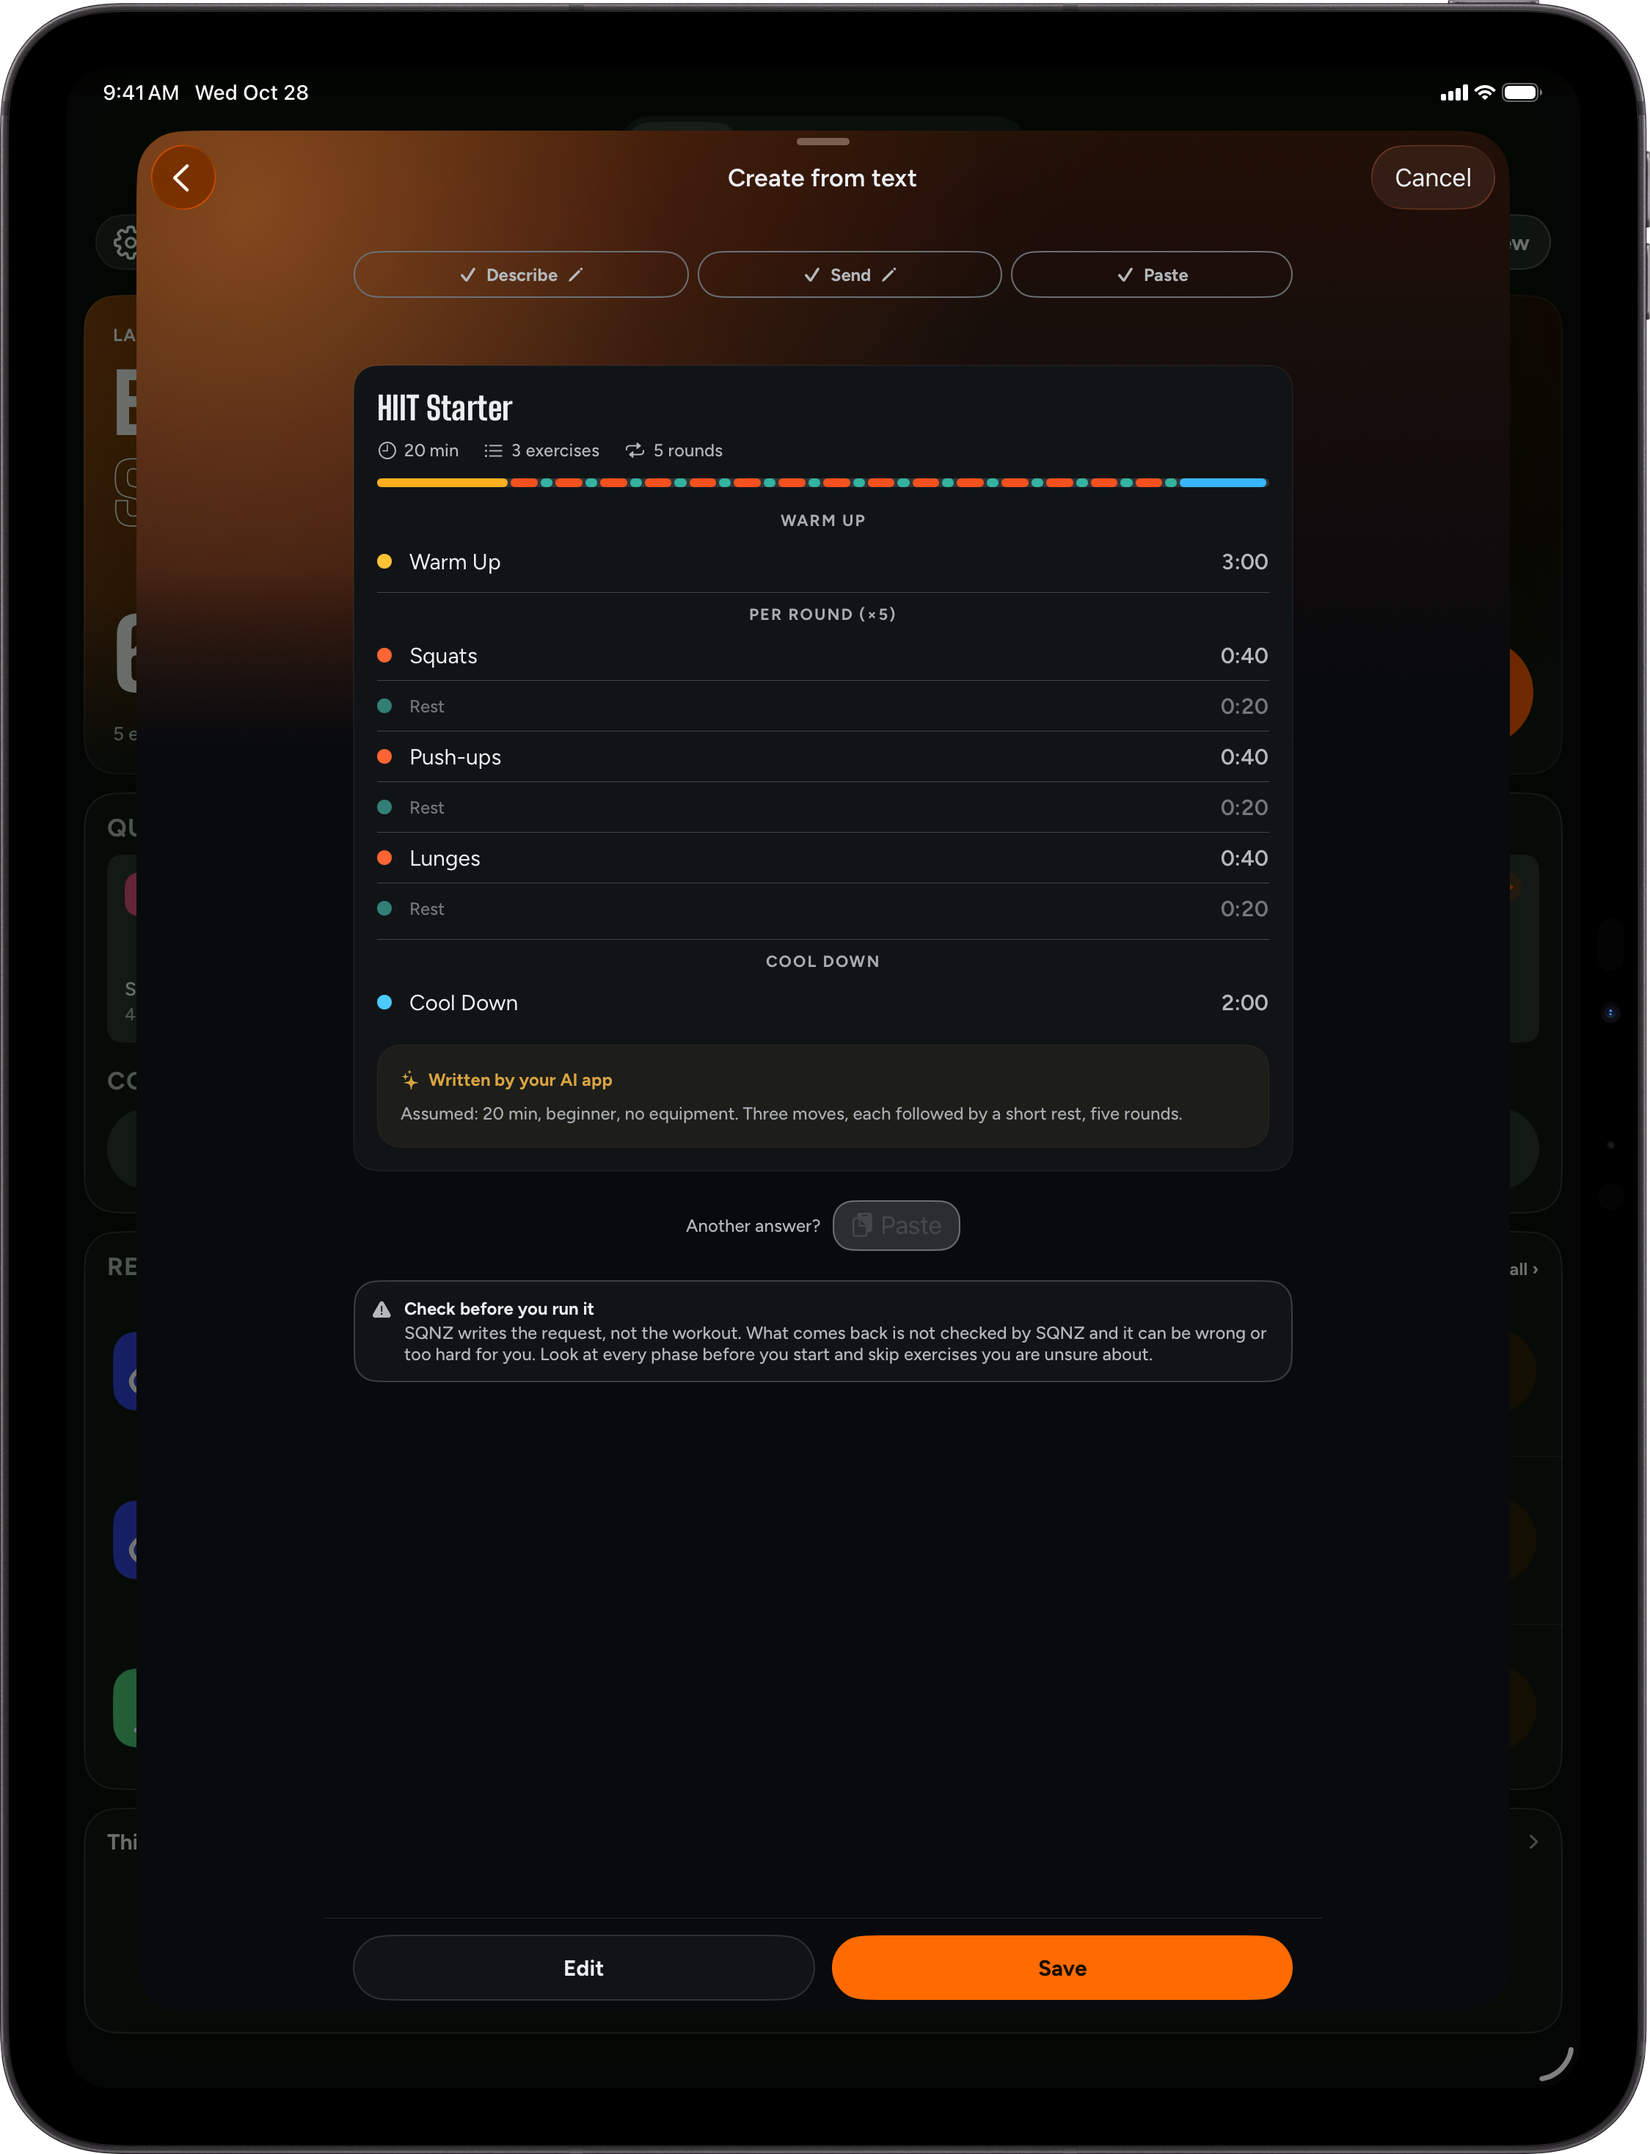 9:41 AM Wed Oct 28
Create from text
Cancel
Describe
Send
Paste
HIIT Starter
20 min
3 exercises
5 rounds
WARM UP
Warm Up 3:00
PER ROUND (×5)
Squats 0:40
Rest 0:20
Push-ups 0:40
Rest 0:20
Lunges 0:40
Rest 0:20
COOL DOWN
Cool Down 2:00
Written by your AI app
Assumed: 20 min, beginner, no equipment. Three moves, each followed by a short rest, five rounds.
Another answer? Paste
Check before you run it
SQNZ writes the request, not the workout. What comes back is not checked by SQNZ and it can be wrong or
too hard for you. Look at every phase before you start and skip exercises you are unsure about.
all ›
Edit
Save